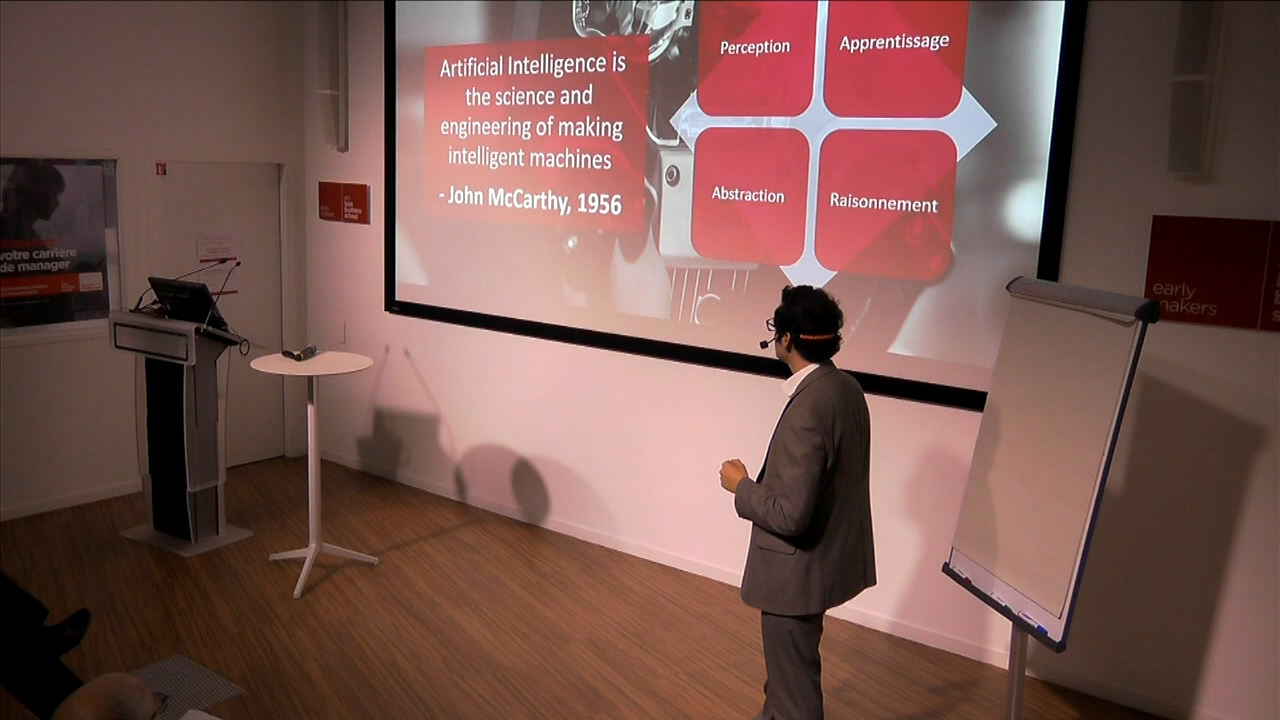 Artificial Intelligence is
the science and
engineering of making
intelligent machines
- John McCarthy, 1956
Perception
Apprentissage
Abstraction
Raisonnement
votre carrière
de manager
early
makers